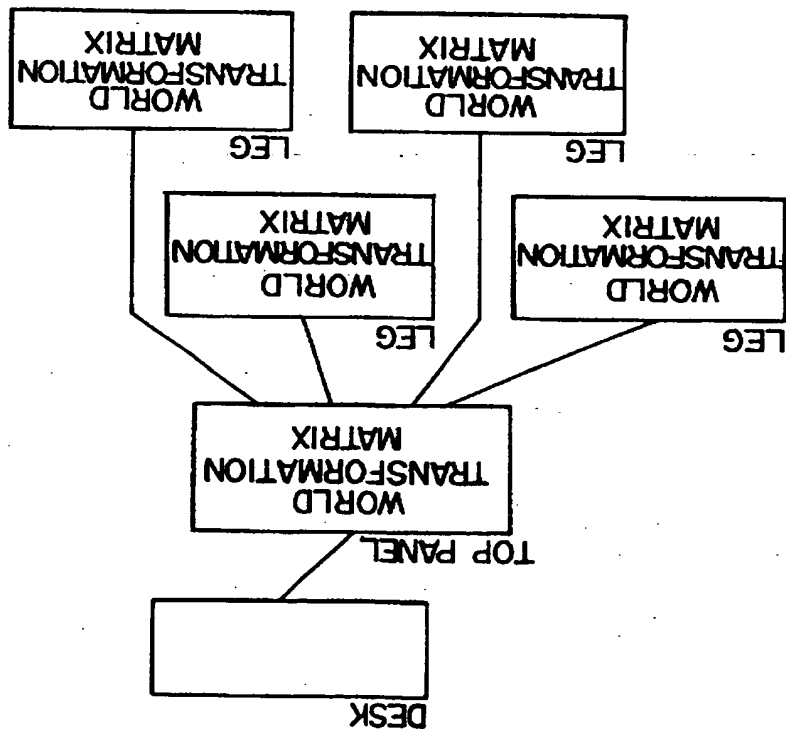 DESK
TOP PANEL
WORLD
TRANSFORMATION
MATRIX
LEG
WORLD
TRANSFORMATION
MATRIX
LEG
WORLD
TRANSFORMATION
MATRIX
LEG
WORLD
TRANSFORMATION
MATRIX
LEG
WORLD
TRANSFORMATION
MATRIX